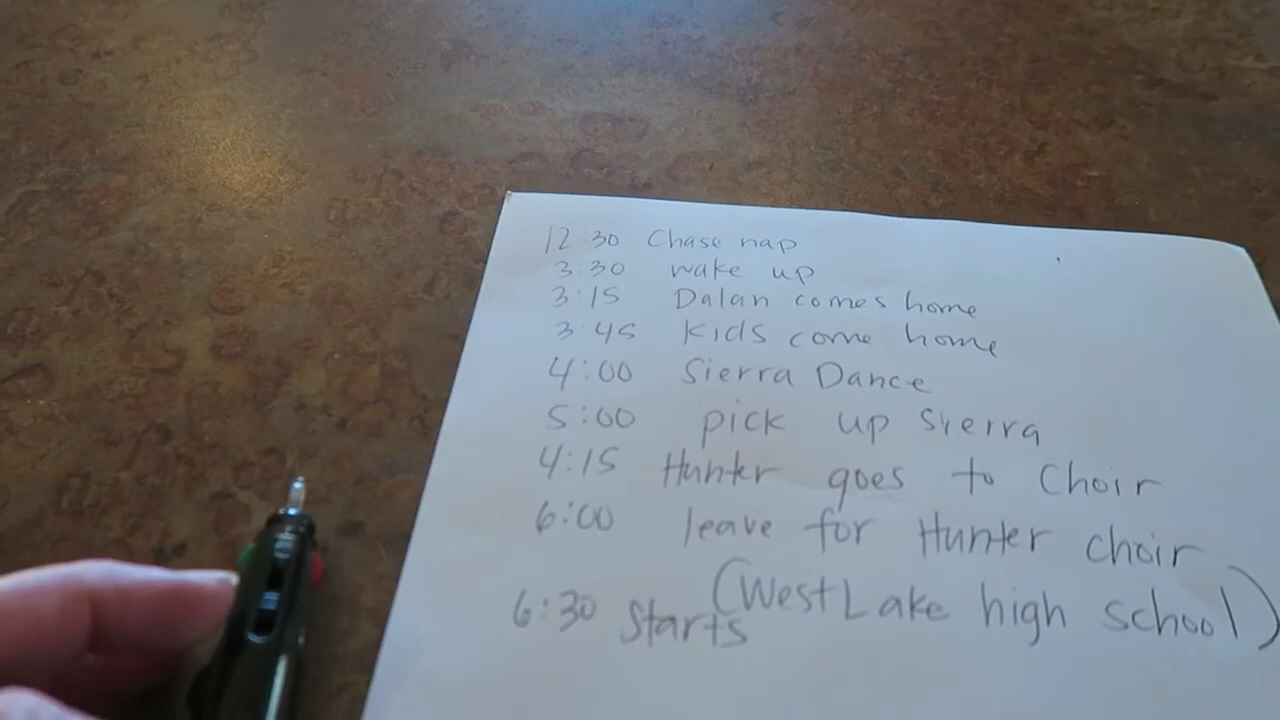 12:30 Chase nap
3:30 wake up
3:15 Dalan comes home
3:45 Kids come home
4:00 Sierra Dance
5:00 pick up Sierra
4:15 Hunter goes to Choir
6:00 leave for Hunter choir
(WestLake high school)
6:30 Starts